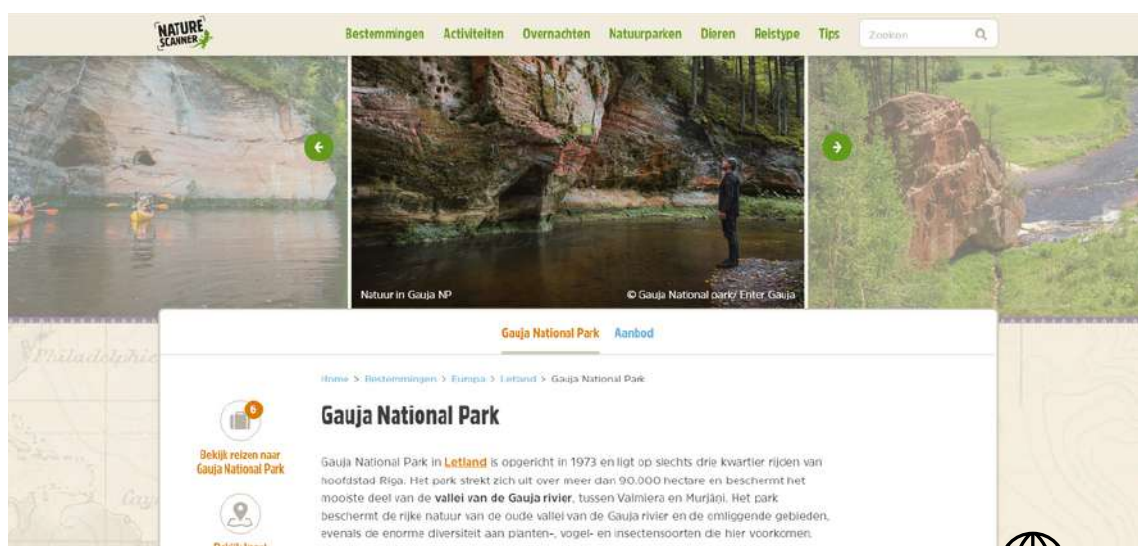 NATURE
SCANNER
Bestemmingen Activiteiten Overnachten Natuurparken Dieren Reistype Tips Zoeken
Natuur in Gauja NP © Gauja National park/ Enter Gauja
Gauja National Park Aanbod
Philadelphie
Home > Bestemmingen > Europa > Letland > Gauja National Park
6
Gauja National Park
Bekijk reizen naar
Gauja National Park
Gauja National Park in Letland is opgericht in 1973 en ligt op slechts drie kwartier rijden van
hoofdstad Riga. Het park strekt zich uit over meer dan 90.000 hectare en beschermt het
mooiste deel van de vallei van de Gauja rivier, tussen Valmiera en Murjāņi. Het park
beschermt de rijke natuur van de oude vallei van de Gauja rivier en de omliggende gebieden,
evenals de enorme diversiteit aan planten-, vogel- en insectensoorten die hier voorkomen.